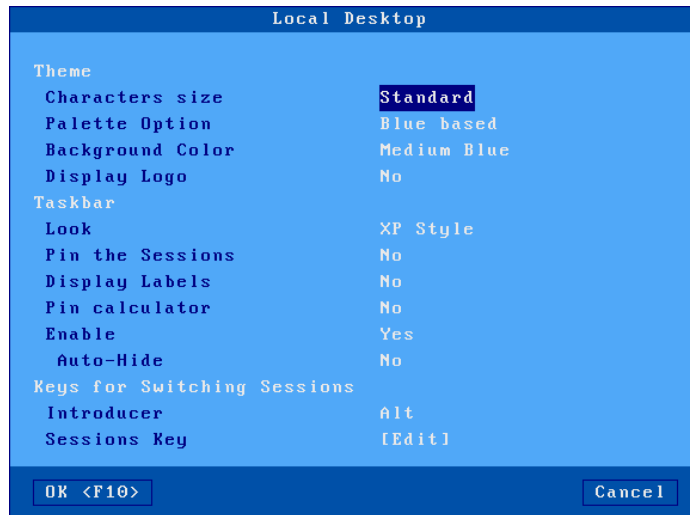 Local Desktop
Theme
Characters size Standard
Palette Option Blue based
Background Color Medium Blue
Display Logo No
Taskbar
Look XP Style
Pin the Sessions No
Display Labels No
Pin calculator No
Enable Yes
Auto-Hide No
Keys for Switching Sessions
Introducer Alt
Sessions Key [Edit]
OK <F10> Cancel